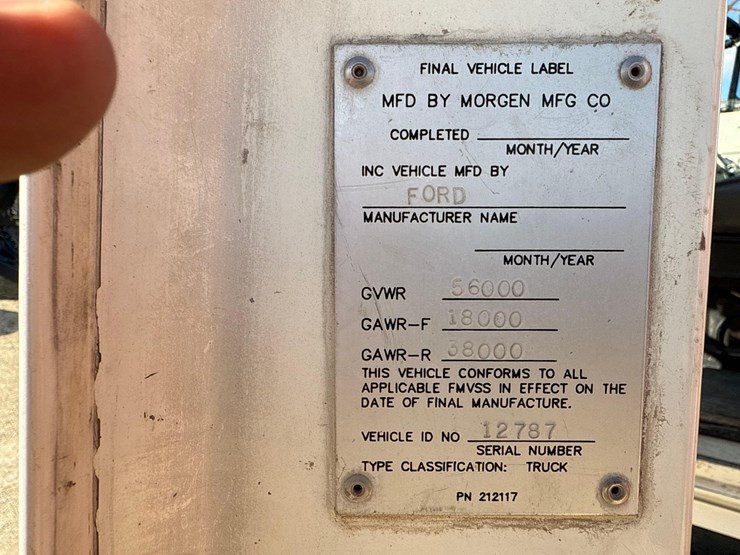 FINAL VEHICLE LABEL
MFD BY MORGEN MFG CO
COMPLETED
MONTH/YEAR
INC VEHICLE MFD BY
FORD
MANUFACTURER NAME
MONTH/YEAR
GVWR 56000
GAWR-F 18000
GAWR-R 38000
THIS VEHICLE CONFORMS TO ALL
APPLICABLE FMVSS IN EFFECT ON THE
DATE OF FINAL MANUFACTURE.
VEHICLE ID NO 12787
SERIAL NUMBER
TYPE CLASSIFICATION: TRUCK
PN 212117